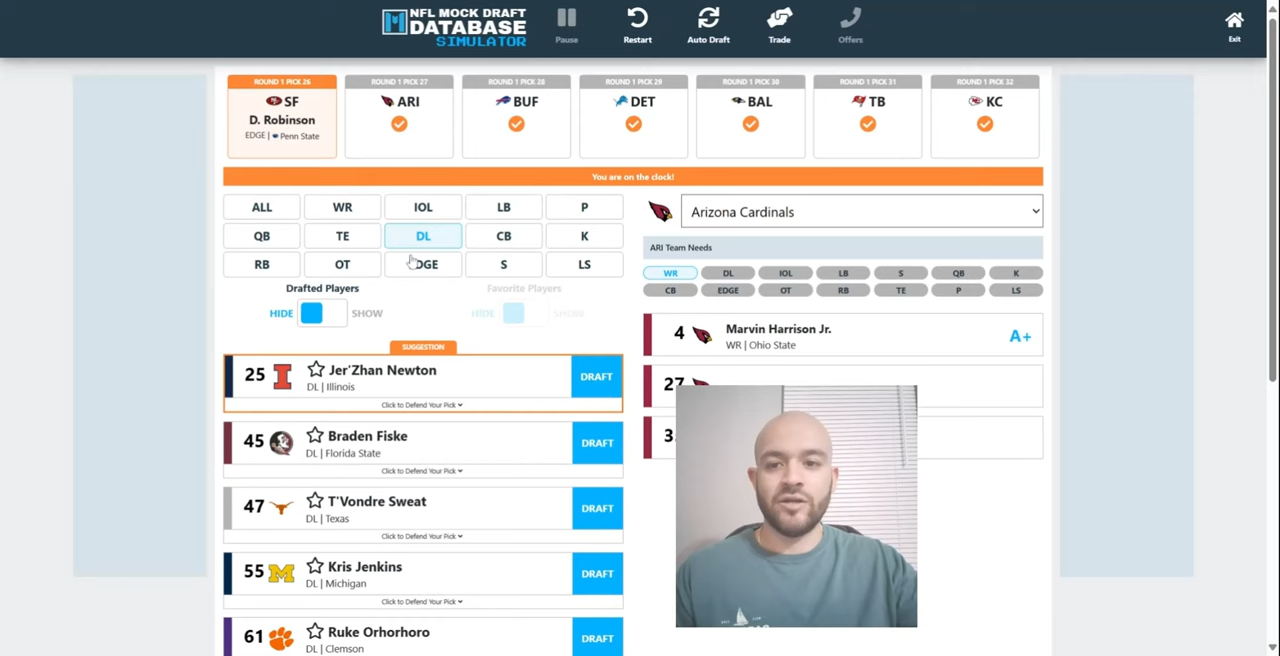 NFL MOCK DRAFT
DATABASE
SIMULATOR
Pause
Restart
Auto Draft
Trade
Offers
Exit
ROUND 1 PICK 26
SF
D. Robinson
EDGE | Penn State
ROUND 1 PICK 27
ARI
ROUND 1 PICK 28
BUF
ROUND 1 PICK 29
DET
ROUND 1 PICK 30
BAL
ROUND 1 PICK 31
TB
ROUND 1 PICK 32
KC
You are on the clock!
ALL WR IOL LB P
QB TE DL CB K
RB OT EDGE S LS
Drafted Players
HIDE SHOW
Favorite Players
HIDE SHOW
SUGGESTION
25 Jer'Zhan Newton
DL | Illinois
DRAFT
Click to Defend Your Pick
45 Braden Fiske
DL | Florida State
DRAFT
Click to Defend Your Pick
47 T'Vondre Sweat
DL | Texas
DRAFT
Click to Defend Your Pick
55 Kris Jenkins
DL | Michigan
DRAFT
Click to Defend Your Pick
61 Ruke Orhorhoro
DL | Clemson
DRAFT
Arizona Cardinals
ARI Team Needs
WR DL IOL LB S QB K
CB EDGE OT RB TE P LS
4 Marvin Harrison Jr.
WR | Ohio State
A+
27